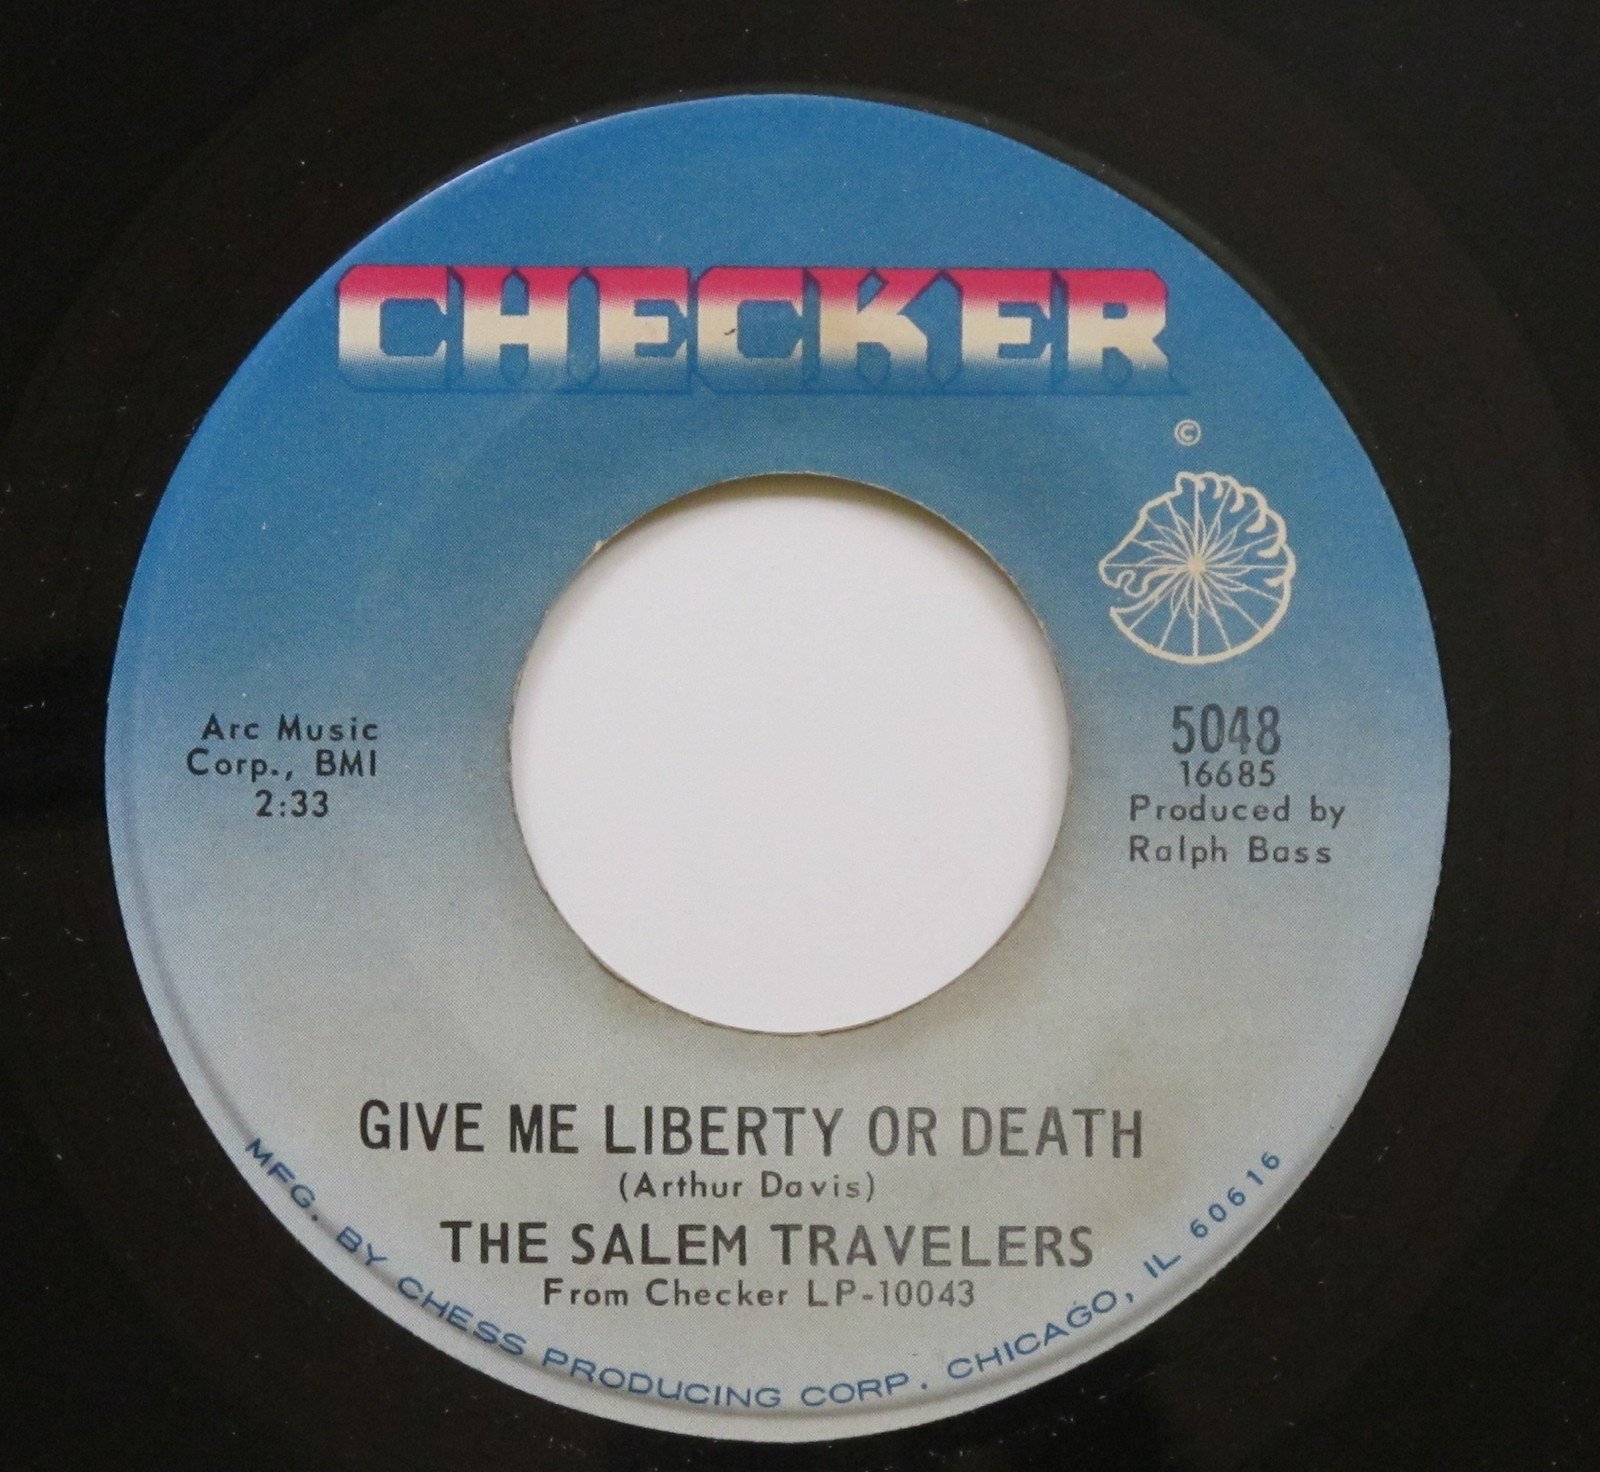 CHECKER
©
Arc Music
Corp., BMI
2:33
5048
16685
Produced by
Ralph Bass
GIVE ME LIBERTY OR DEATH
(Arthur Davis)
THE SALEM TRAVELERS
From Checker LP-10043
MFG. BY CHESS PRODUCING CORP. CHICAGO, IL 60616